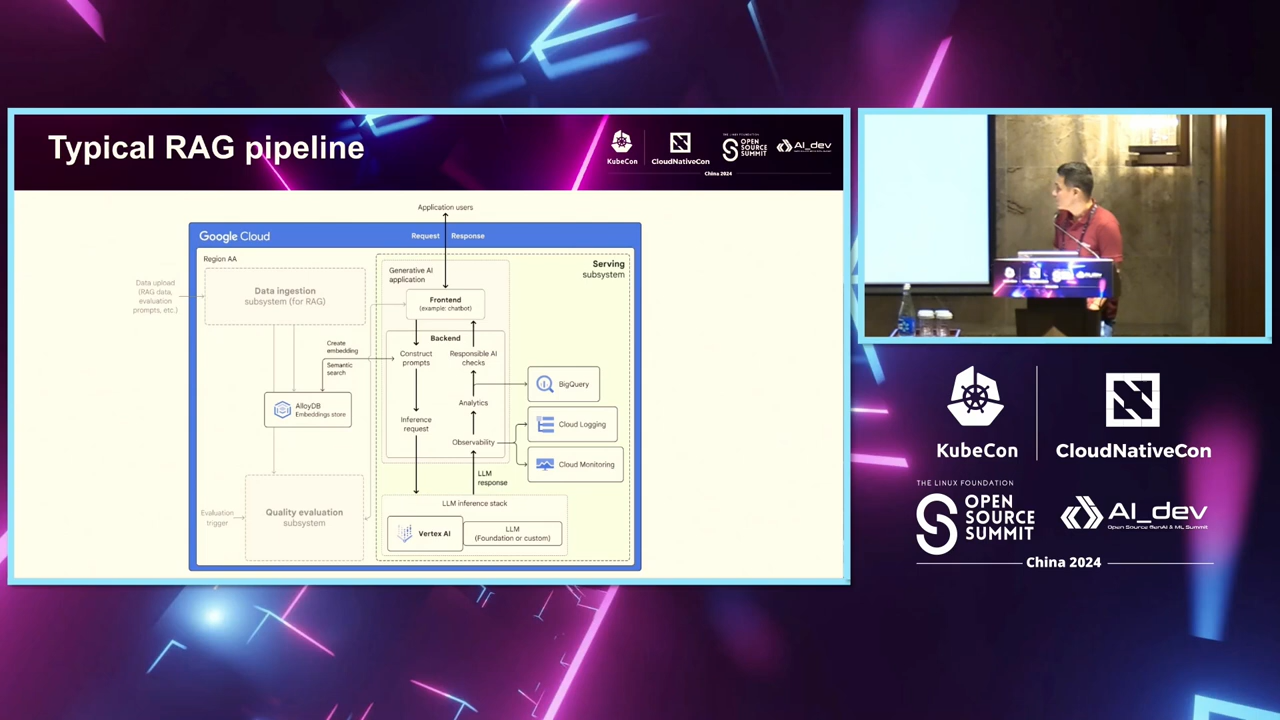 Typical RAG pipeline
KubeCon
CloudNativeCon
THE LINUX FOUNDATION
OPEN
SOURCE
SUMMIT
AI_dev
China 2024
Application users
Google Cloud
Request
Response
Region AA
Serving
subsystem
Data upload
(RAG data,
evaluation
prompts, etc.)
Data ingestion
subsystem (for RAG)
Generative AI
application
Frontend
(example: chatbot)
Backend
Create
embedding
Semantic
search
Construct
prompts
Responsible AI
checks
AlloyDB
Embeddings store
Analytics
BigQuery
Inference
request
Cloud Logging
Observability
Cloud Monitoring
LLM
response
Evaluation
trigger
Quality evaluation
subsystem
LLM inference stack
Vertex AI
LLM
(Foundation or custom)
KubeCon
CloudNativeCon
THE LINUX FOUNDATION
OPEN
SOURCE
SUMMIT
AI_dev
Open Source GenAI & ML Summit
China 2024